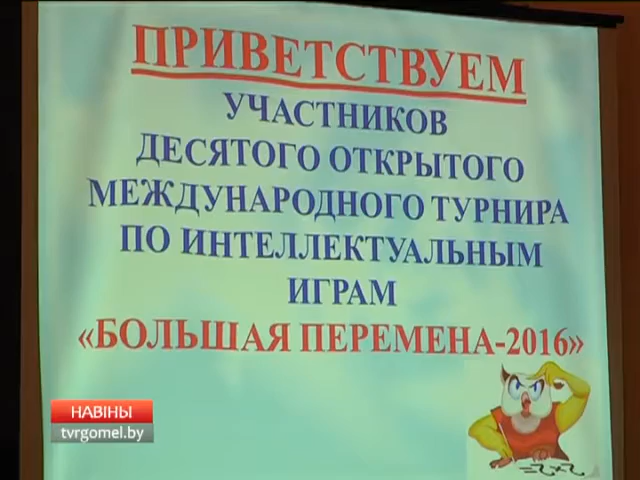 ПРИВЕТСТВУЕМ
УЧАСТНИКОВ
ДЕСЯТОГО ОТКРЫТОГО
МЕЖДУНАРОДНОГО ТУРНИРА
ПО ИНТЕЛЛЕКТУАЛЬНЫМ
ИГРАМ
«БОЛЬШАЯ ПЕРЕМЕНА-2016»
НАВІНЫ
tvrgomel.by